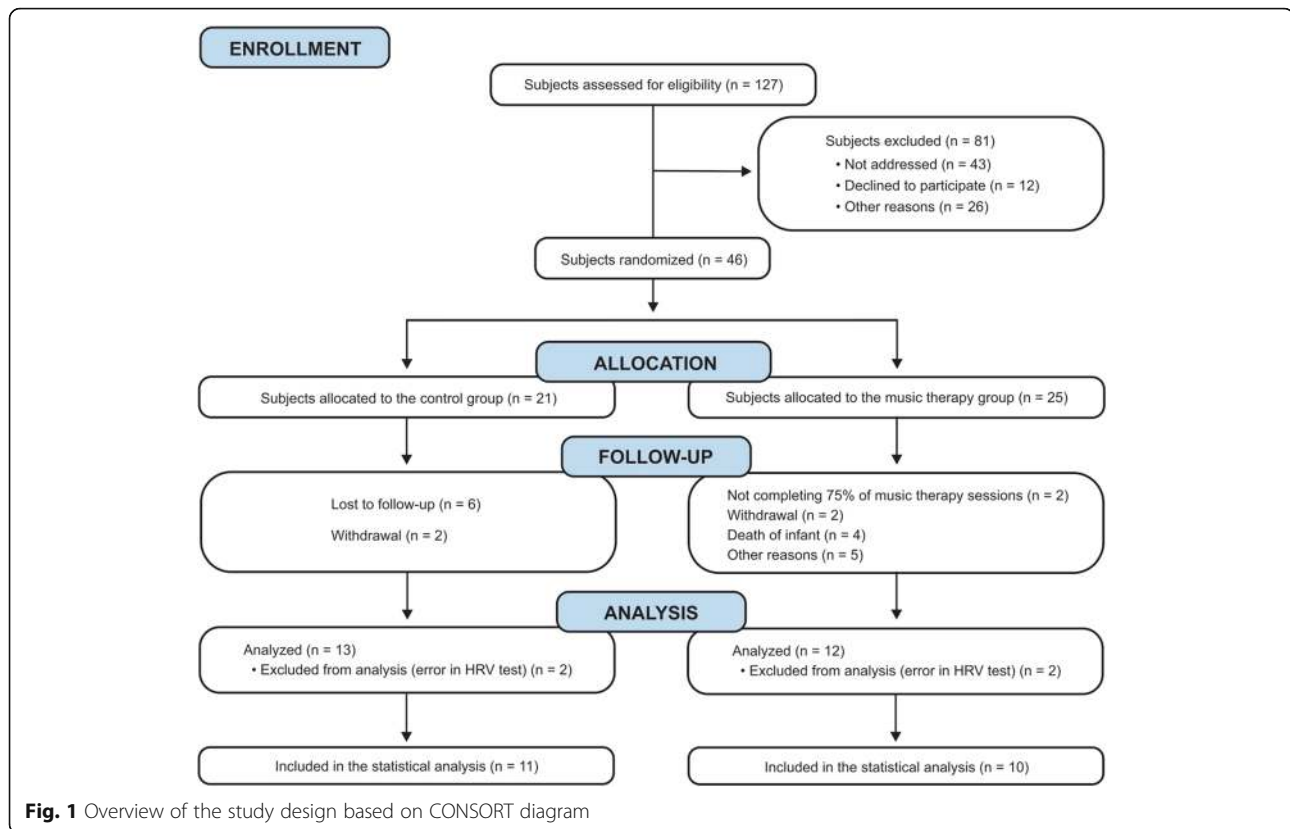 ENROLLMENT
Subjects assessed for eligibility (n = 127)
Subjects excluded (n = 81)
• Not addressed (n = 43)
• Declined to participate (n = 12)
• Other reasons (n = 26)
Subjects randomized (n = 46)
ALLOCATION
Subjects allocated to the control group (n = 21)
Subjects allocated to the music therapy group (n = 25)
FOLLOW-UP
Lost to follow-up (n = 6)
Withdrawal (n = 2)
Not completing 75% of music therapy sessions (n = 2)
Withdrawal (n = 2)
Death of infant (n = 4)
Other reasons (n = 5)
ANALYSIS
Analyzed (n = 13)
• Excluded from analysis (error in HRV test) (n = 2)
Analyzed (n = 12)
• Excluded from analysis (error in HRV test) (n = 2)
Included in the statistical analysis (n = 11)
Included in the statistical analysis (n = 10)
Fig. 1 Overview of the study design based on CONSORT diagram